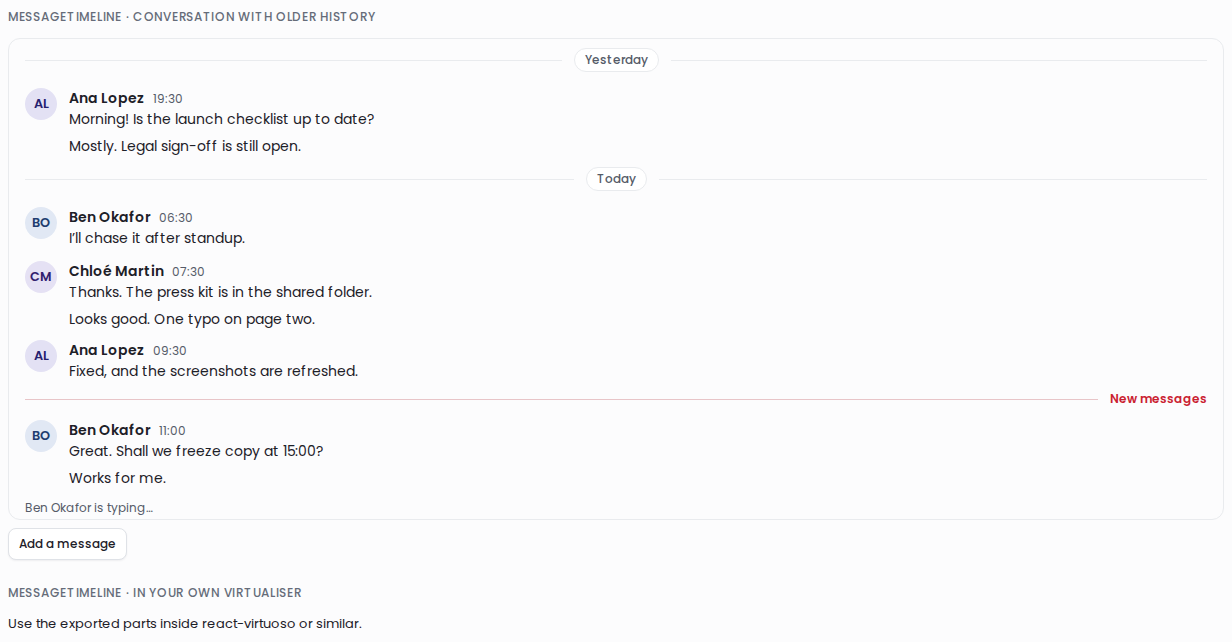 MESSAGETIMELINE · CONVERSATION WITH OLDER HISTORY
Yesterday
AL
Ana Lopez 19:30
Morning! Is the launch checklist up to date?
Mostly. Legal sign-off is still open.
Today
BO
Ben Okafor 06:30
I’ll chase it after standup.
CM
Chloé Martin 07:30
Thanks. The press kit is in the shared folder.
Looks good. One typo on page two.
AL
Ana Lopez 09:30
Fixed, and the screenshots are refreshed.
New messages
BO
Ben Okafor 11:00
Great. Shall we freeze copy at 15:00?
Works for me.
Ben Okafor is typing…
Add a message
MESSAGETIMELINE · IN YOUR OWN VIRTUALISER
Use the exported parts inside react-virtuoso or similar.